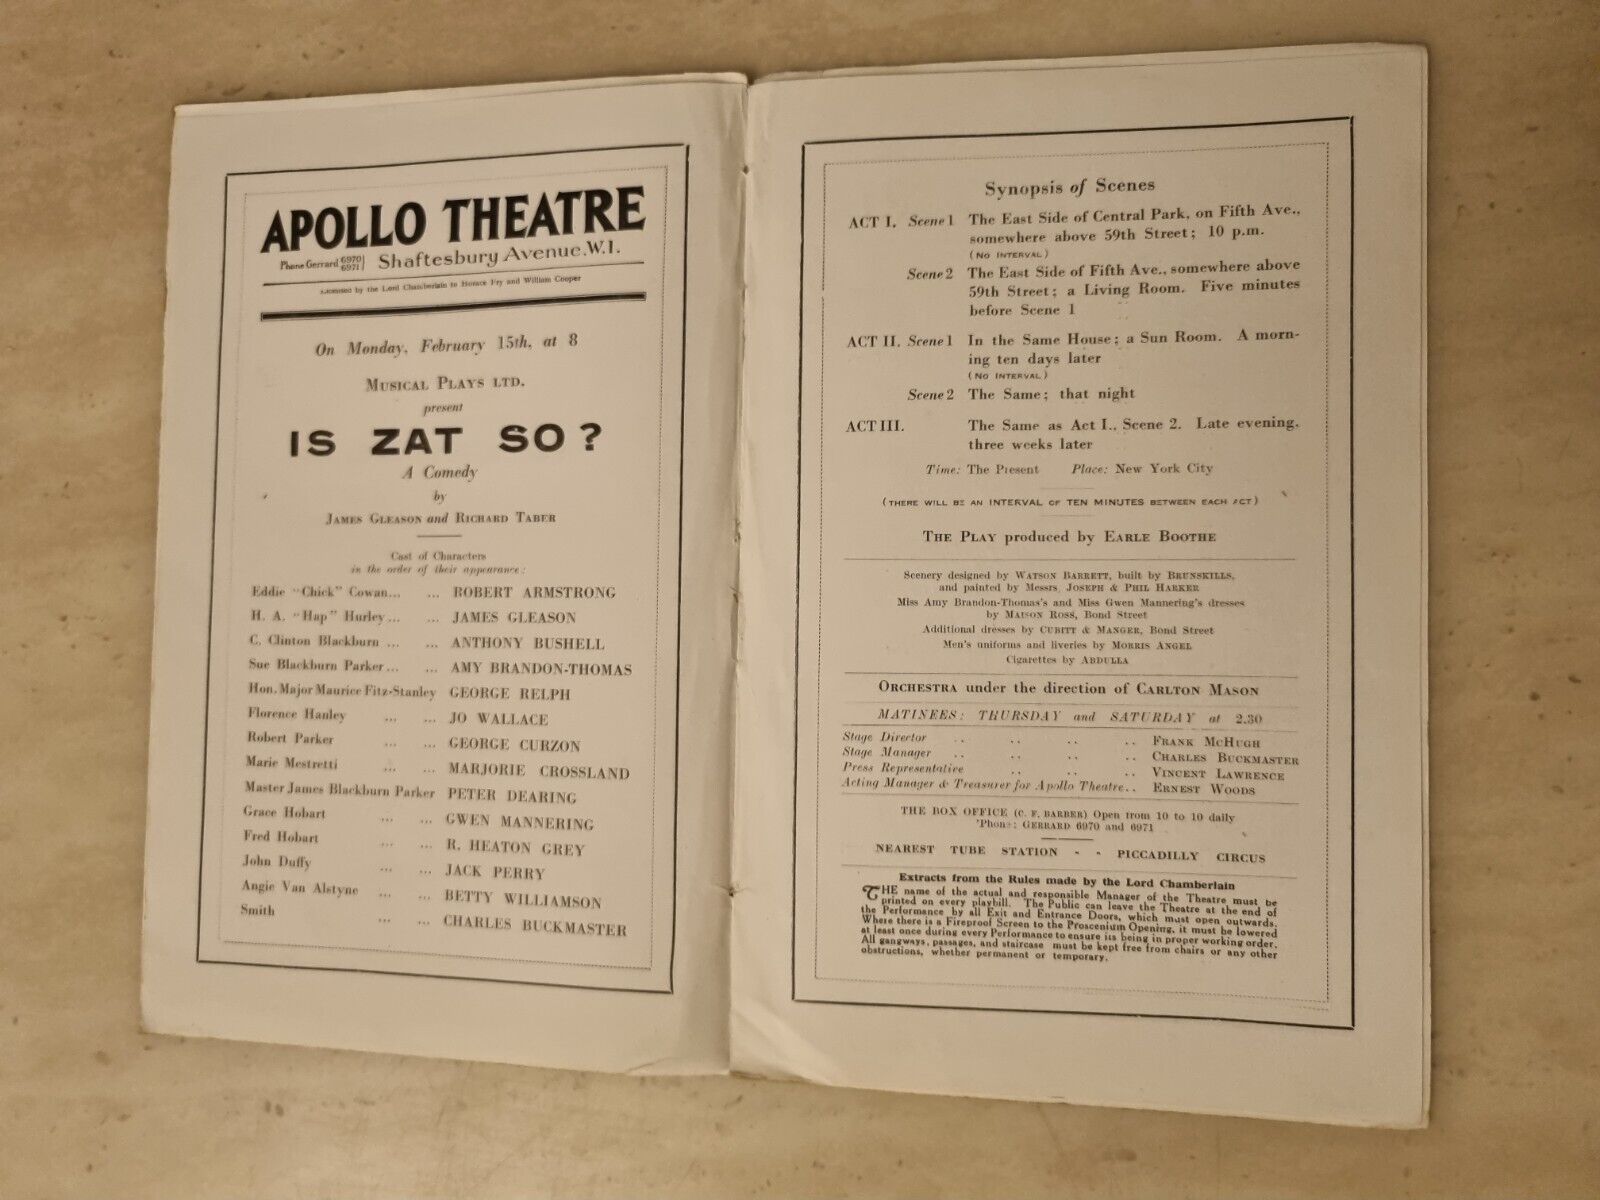 APOLLO THEATRE
Phone Gerrard 6970 6971 Shaftesbury Avenue. W.1.
Licensed by the Lord Chamberlain to Horace Fry and William Cooper
On Monday, February 15th, at 8
MUSICAL PLAYS LTD.
present
IS ZAT SO?
A Comedy
by
JAMES GLEASON and RICHARD TABER
Cast of Characters
in the order of their appearance:
Eddie "Chick" Cowan... ... ROBERT ARMSTRONG
H. A. "Hap" Hurley... ... JAMES GLEASON
C. Clinton Blackburn ... ... ANTHONY BUSHELL
Sue Blackburn Parker... ... AMY BRANDON-THOMAS
Hon. Major Maurice Fitz-Stanley GEORGE RELPH
Florence Hanley ... ... JO WALLACE
Robert Parker ... ... GEORGE CURZON
Marie Mestretti ... ... MARJORIE CROSSLAND
Master James Blackburn Parker PETER DEARING
Grace Hobart ... ... GWEN MANNERING
Fred Hobart ... ... R. HEATON GREY
John Duffy ... ... JACK PERRY
Angie Van Alstyne ... ... BETTY WILLIAMSON
Smith ... ... CHARLES BUCKMASTER
Synopsis of Scenes
ACT I. Scene 1 The East Side of Central Park, on Fifth Ave.,
somewhere above 59th Street; 10 p.m.
(NO INTERVAL)
Scene 2 The East Side of Fifth Ave., somewhere above
59th Street; a Living Room. Five minutes
before Scene 1
ACT II. Scene 1 In the Same House; a Sun Room. A morn-
ing ten days later
(NO INTERVAL)
Scene 2 The Same; that night
ACT III. The Same as Act I., Scene 2. Late evening,
three weeks later
Time: The Present Place: New York City
(THERE WILL BE AN INTERVAL OF TEN MINUTES BETWEEN EACH ACT)
THE PLAY produced by EARLE BOOTHE
Scenery designed by WATSON BARRETT, built by BRUNSKILLS,
and painted by Messrs. JOSEPH & PHIL HARKER
Miss Amy Brandon-Thomas's and Miss Gwen Mannering's dresses
by MAISON ROSS, Bond Street
Additional dresses by CUBITT & MANGER, Bond Street
Men's uniforms and liveries by MORRIS ANGEL
Cigarettes by ABDULLA
ORCHESTRA under the direction of CARLTON MASON
MATINEES: THURSDAY and SATURDAY at 2.30
Stage Director .. .. .. .. FRANK MCHUGH
Stage Manager .. .. .. .. CHARLES BUCKMASTER
Press Representative .. .. .. VINCENT LAWRENCE
Acting Manager & Treasurer for Apollo Theatre.. ERNEST WOODS
THE BOX OFFICE (C. F. BARBER) Open from 10 to 10 daily
'Phone: GERRARD 6970 and 6971
NEAREST TUBE STATION - - PICCADILLY CIRCUS
Extracts from the Rules made by the Lord Chamberlain
THE name of the actual and responsible Manager of the Theatre must be
printed on every playbill. The Public can leave the Theatre at the end of
the Performance by all Exit and Entrance Doors, which must open outwards.
Where there is a Fireproof Screen to the Proscenium Opening, it must be lowered
at least once during every Performance to ensure its being in proper working order.
All gangways, passages, and staircase must be kept free from chairs or any other
obstructions, whether permanent or temporary.